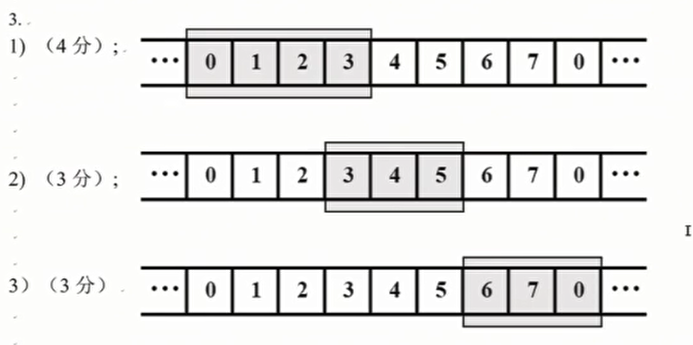 3.
1) （4 分）; ··· 0 1 2 3 4 5 6 7 0 ···
2) （3 分）; ··· 0 1 2 3 4 5 6 7 0 ···
3）（3 分） ··· 0 1 2 3 4 5 6 7 0 ···